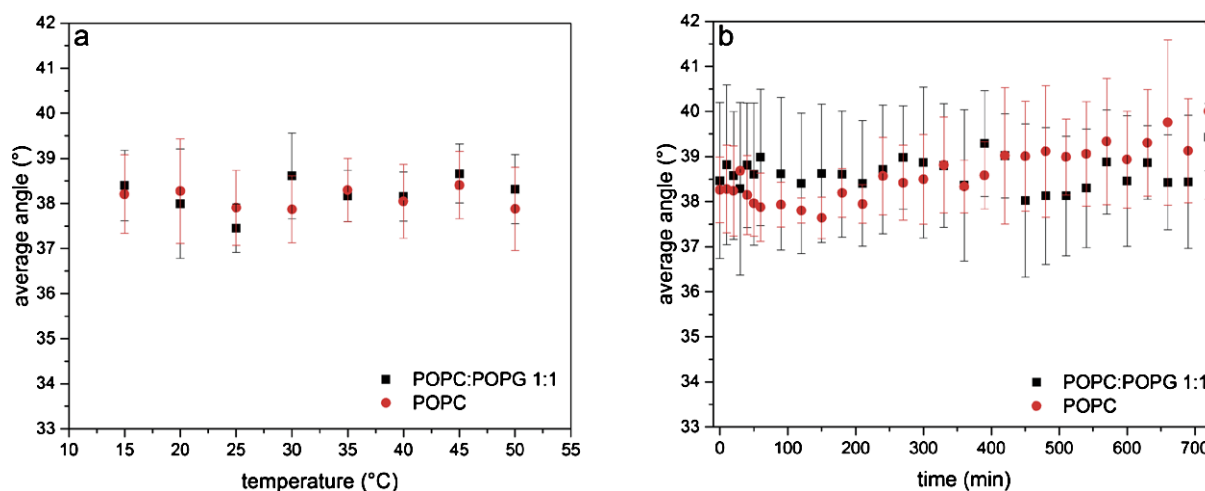 a
42
41
40
39
38
37
36
35
34
33
average angle (°)
10 15 20 25 30 35 40 45 50 55
temperature (°C)
POPC:POPG 1:1
POPC
b
42
41
40
39
38
37
36
35
34
33
average angle (°)
0 100 200 300 400 500 600 700
time (min)
POPC:POPG 1:1
POPC